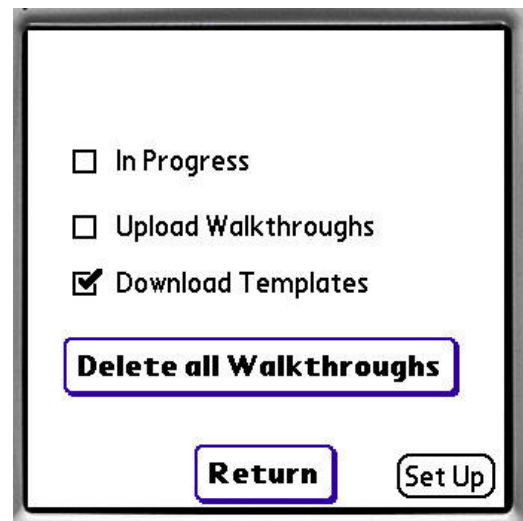 In Progress
Upload Walkthroughs
Download Templates
Delete all Walkthroughs
Return
Set Up